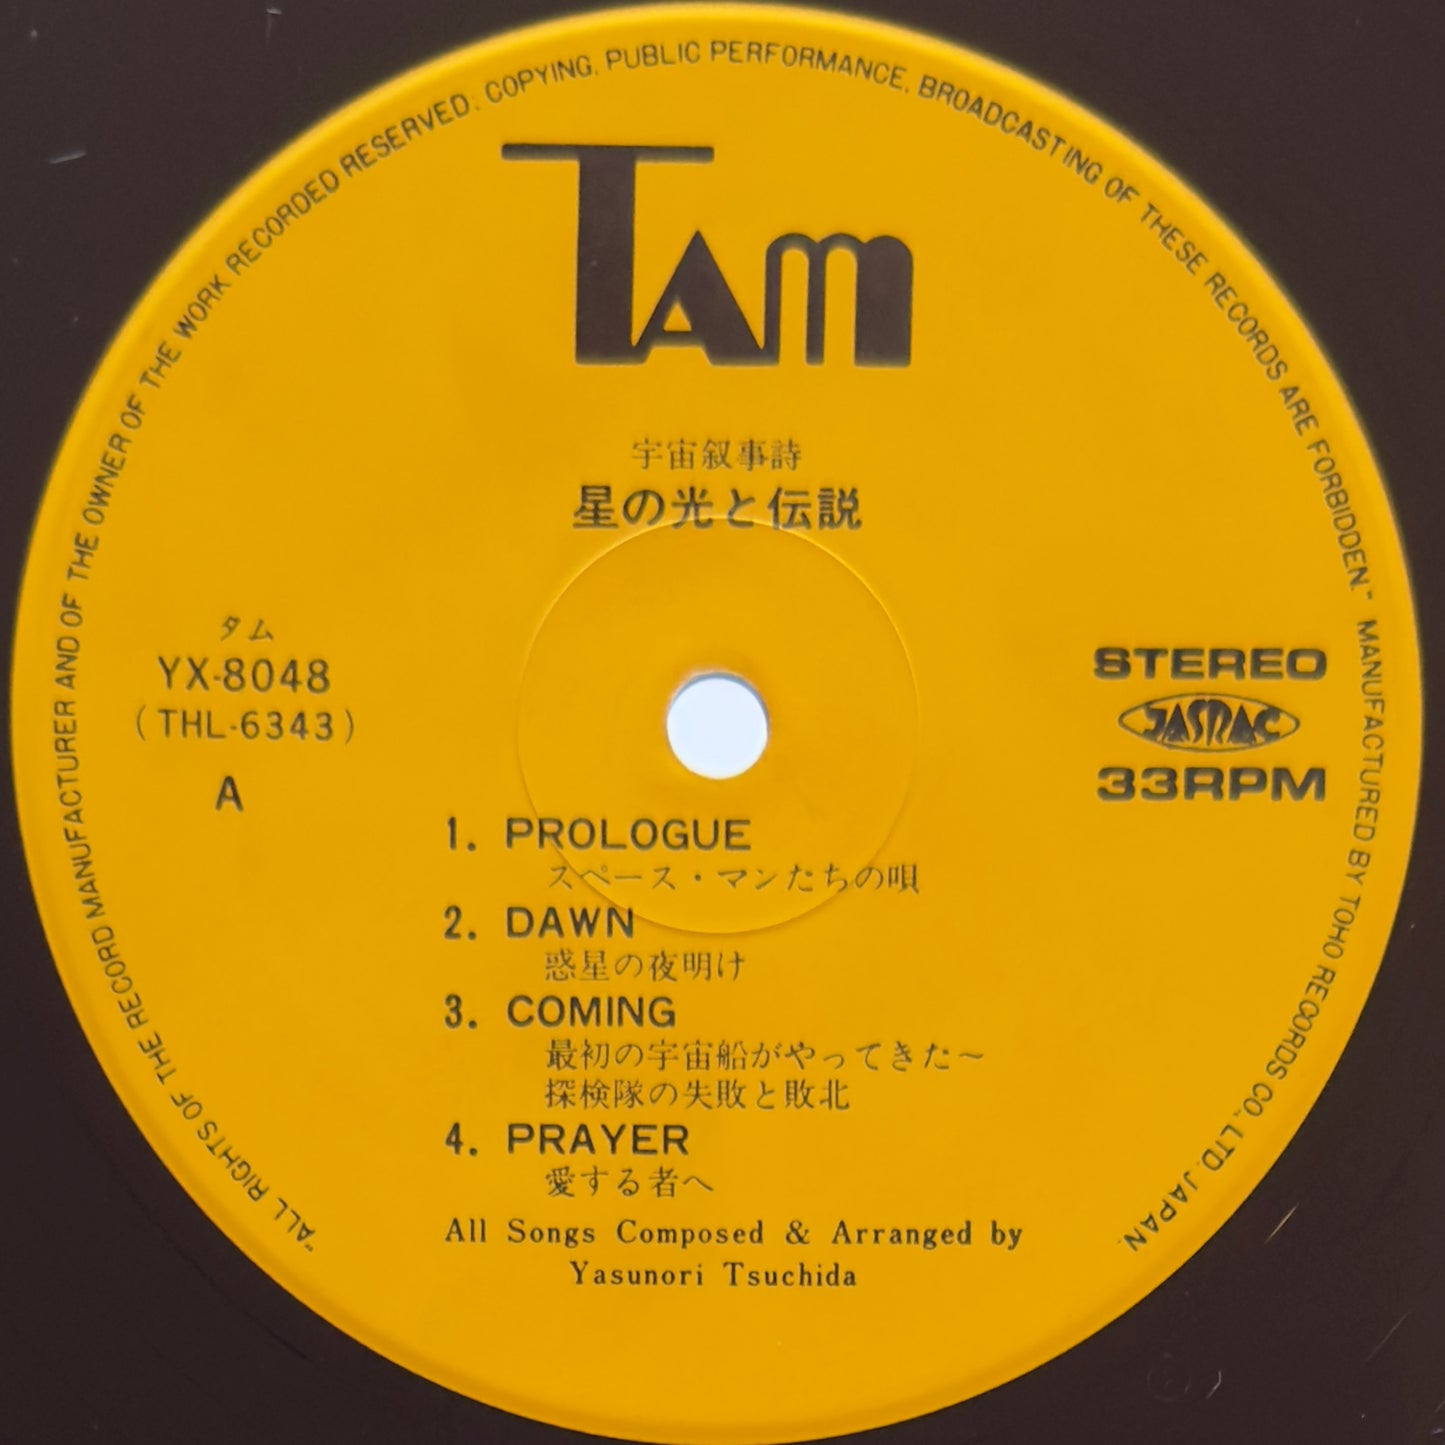 "ALL RIGHTS OF THE RECORD MANUFACTURER AND OF THE OWNER OF THE WORK RECORDED RESERVED. COPYING, PUBLIC PERFORMANCE, BROADCASTING OF THESE RECORDS ARE FORBIDDEN." MANUFACTURED BY TOHO RECORDS CO., LTD. JAPAN.
TAM
宇宙叙事詩
星の光と伝説
タム
YX-8048
(THL-6343)
A
STEREO
JASRAC
33RPM
1. PROLOGUE
スペース・マンたちの唄
2. DAWN
惑星の夜明け
3. COMING
最初の宇宙船がやってきた〜
探検隊の失敗と敗北
4. PRAYER
愛する者へ
All Songs Composed & Arranged by
Yasunori Tsuchida